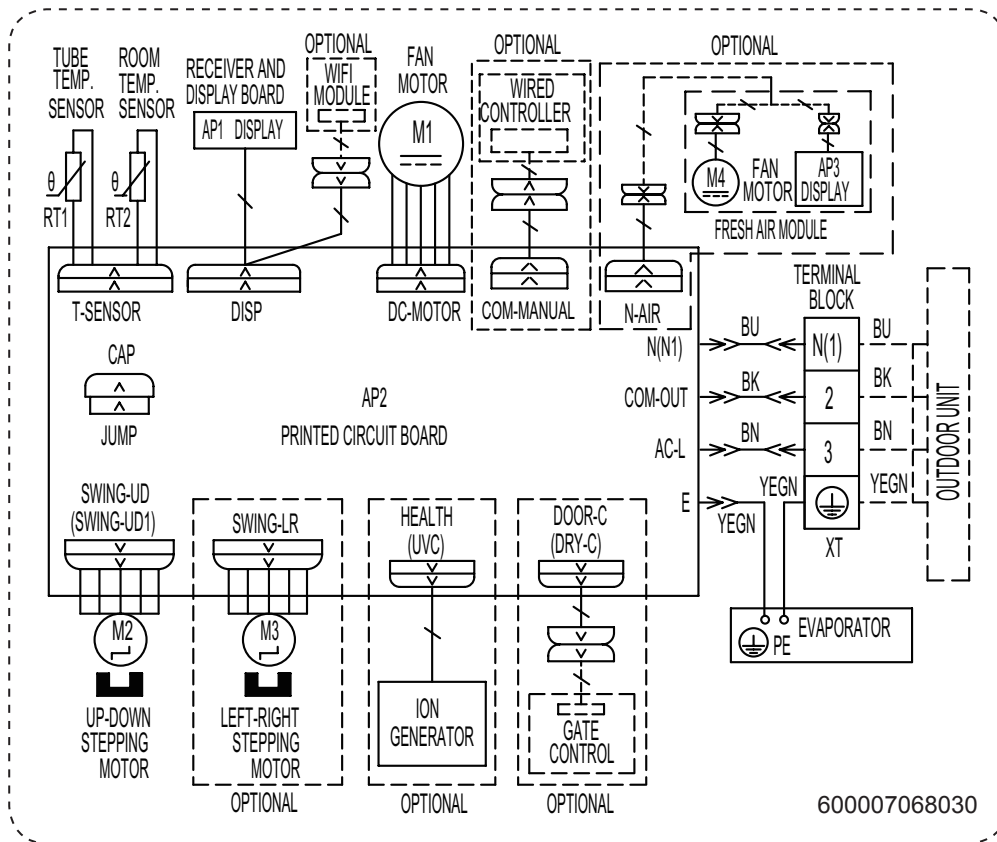 TUBE
TEMP.
SENSOR
ROOM
TEMP.
SENSOR
RECEIVER AND
DISPLAY BOARD
AP1 DISPLAY
OPTIONAL
WIFI
MODULE
FAN
MOTOR
M1
OPTIONAL
WIRED
CONTROLLER
OPTIONAL
M4
FAN
MOTOR
AP3
DISPLAY
FRESH AIR MODULE
θ
RT1
θ
RT2
T-SENSOR
DISP
DC-MOTOR
COM-MANUAL
N-AIR
TERMINAL
BLOCK
N(N1)
BU
N(1)
BU
COM-OUT
BK
2
BK
AC-L
BN
3
BN
E
YEGN
YEGN
YEGN
XT
OUTDOOR UNIT
CAP
JUMP
AP2
PRINTED CIRCUIT BOARD
SWING-UD
(SWING-UD1)
SWING-LR
HEALTH
(UVC)
DOOR-C
(DRY-C)
M2
M3
PE
EVAPORATOR
UP-DOWN
STEPPING
MOTOR
LEFT-RIGHT
STEPPING
MOTOR
ION
GENERATOR
GATE
CONTROL
OPTIONAL
OPTIONAL
OPTIONAL
600007068030